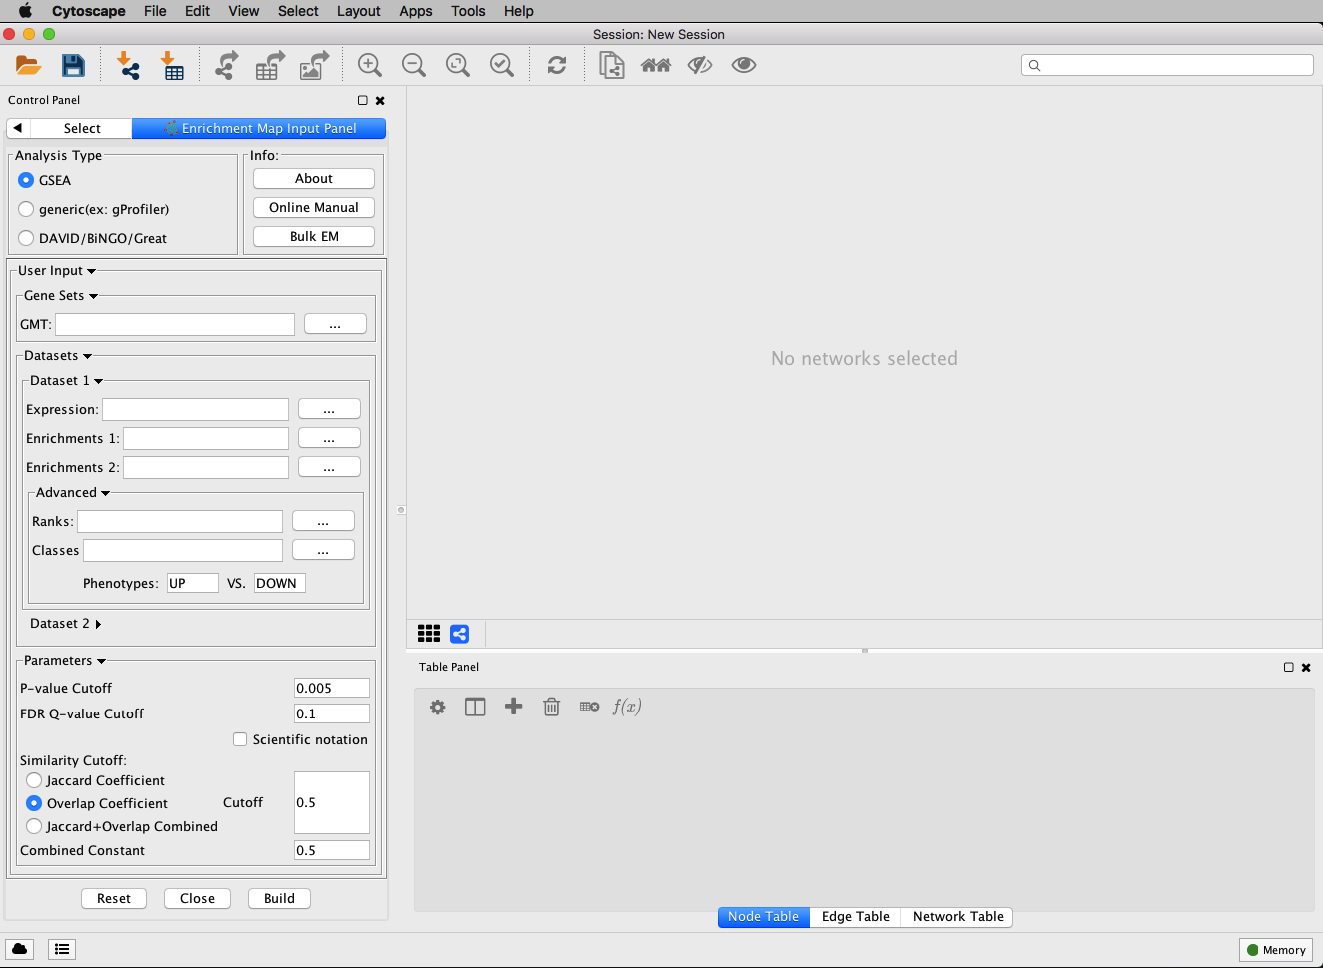 Cytoscape File Edit View Select Layout Apps Tools Help
Session: New Session
Control Panel
Select Enrichment Map Input Panel
Analysis Type
GSEA
generic(ex: gProfiler)
DAVID/BiNGO/Great
Info:
About
Online Manual
Bulk EM
User Input
Gene Sets
GMT: ...
Datasets
Dataset 1
Expression: ...
Enrichments 1: ...
Enrichments 2: ...
Advanced
Ranks: ...
Classes ...
Phenotypes: UP VS. DOWN
Dataset 2
Parameters
P-value Cutoff 0.005
FDR Q-value Cutoff 0.1
Scientific notation
Similarity Cutoff:
Jaccard Coefficient
Overlap Coefficient Cutoff 0.5
Jaccard+Overlap Combined
Combined Constant 0.5
Reset Close Build
No networks selected
Table Panel
f(x)
Node Table Edge Table Network Table
Memory